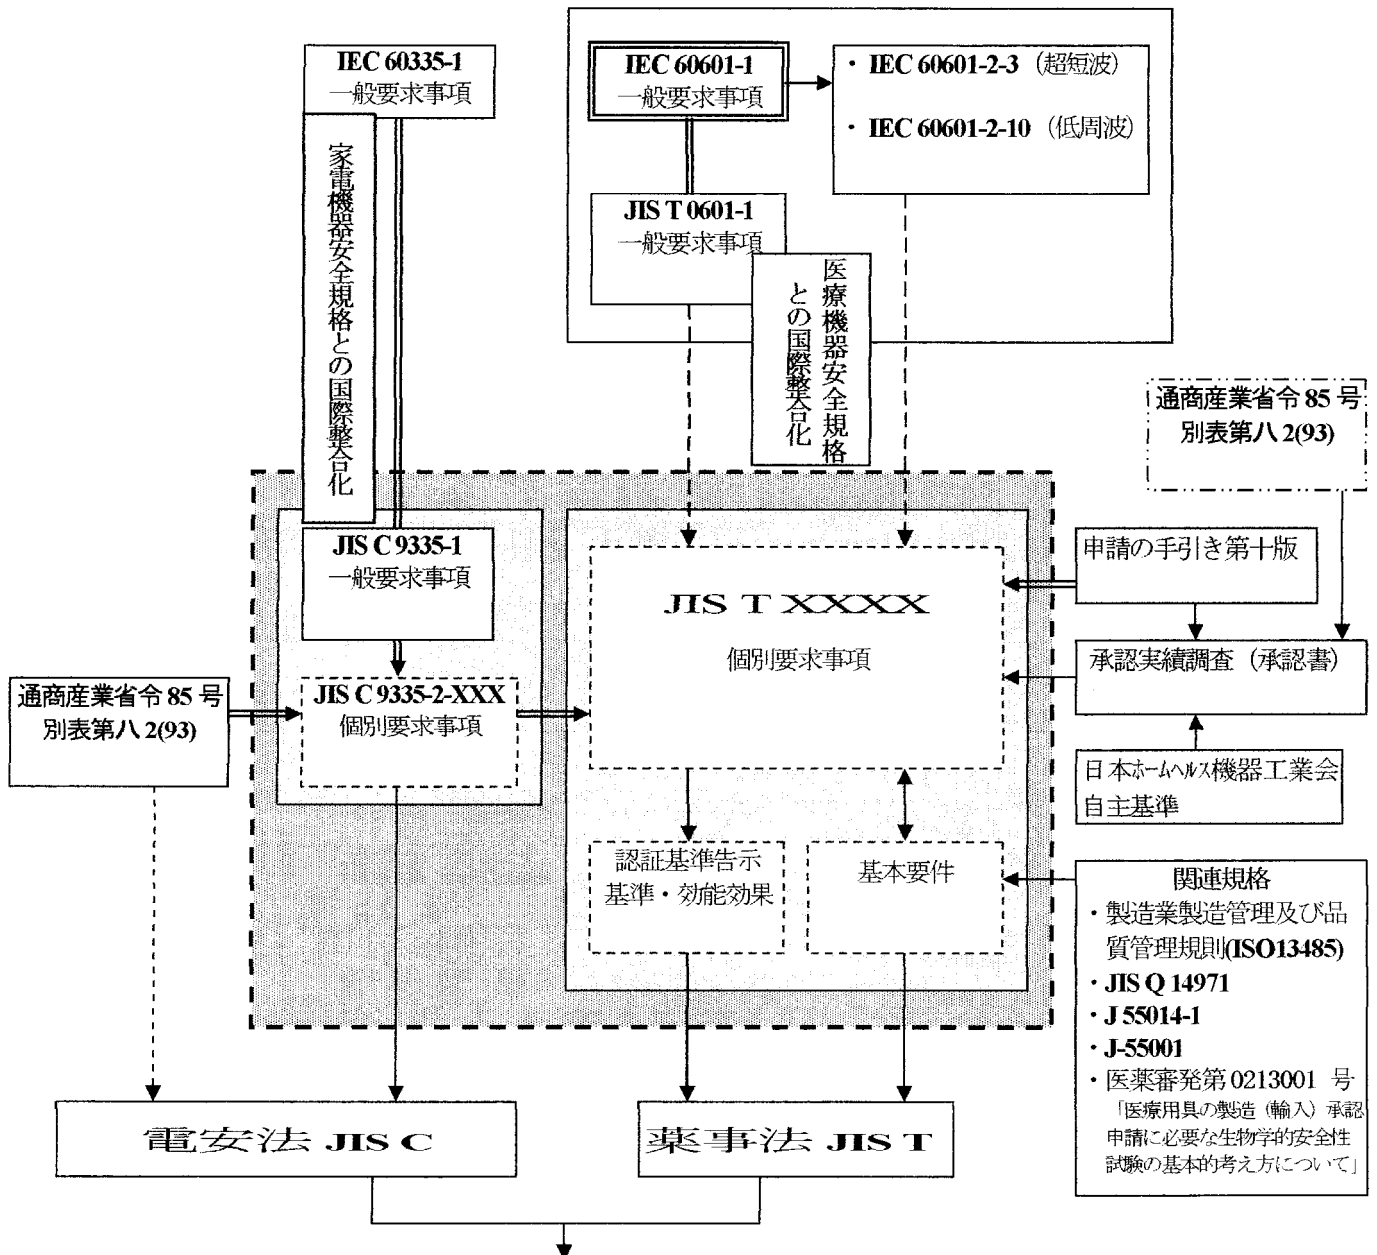 IEC 60335-1
一般要求事項
家電機器安全規格との国際整合化
IEC 60601-1
一般要求事項
・ IEC 60601-2-3（超短波）
・ IEC 60601-2-10（低周波）
JIS T 0601-1
一般要求事項
医療機器安全規格
との国際整合化
通商産業省令 85 号
別表第八 2(93)
JIS C 9335-1
一般要求事項
JIS T XXXX
個別要求事項
申請の手引き第十版
承認実績調査（承認書）
通商産業省令 85 号
別表第八 2(93)
JIS C 9335-2-XXX
個別要求事項
日本ホームヘルス機器工業会
自主基準
認証基準告示
基準・効能効果
基本要件
関連規格
・製造業製造管理及び品
質管理規則(ISO13485)
・JIS Q 14971
・J 55014-1
・J-55001
・医薬審発第 0213001 号
「医療用具の製造（輸入）承認
申請に必要な生物学的安全性
試験の基本的考え方について」
電安法 JIS C
薬事法 JIS T